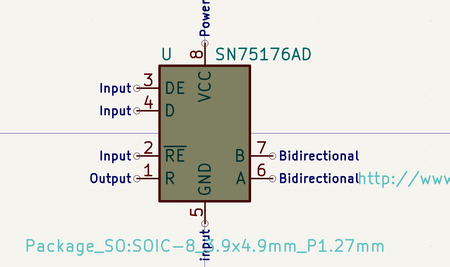 Power
8
U SN75176AD
VCC
Input 3 DE
Input 4 D
Input 2 RE B 7 Bidirectional
Output 1 R A 6 Bidirectional http://www
GND
5
Input
Package_SO:SOIC-8_3.9x4.9mm_P1.27mm